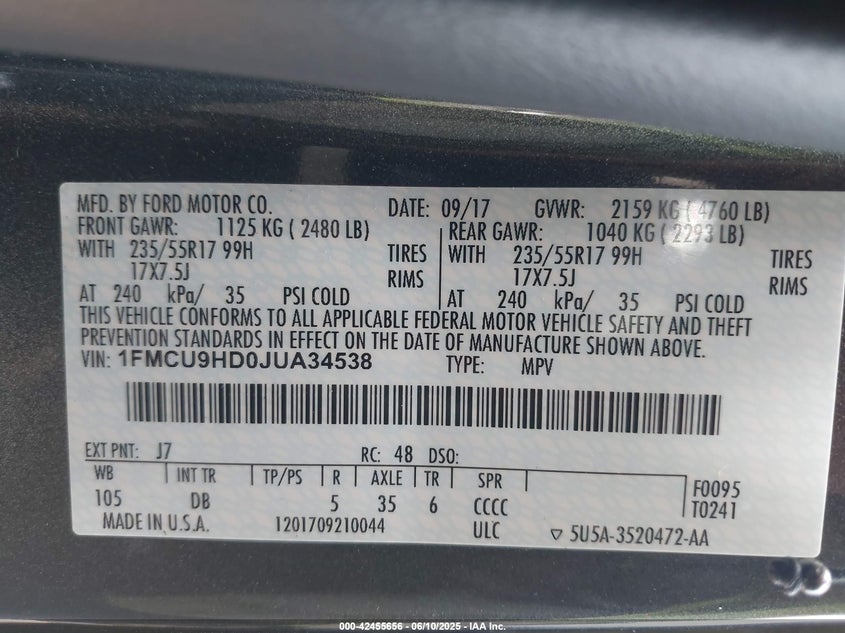 MFD. BY FORD MOTOR CO. DATE: 09/17 GVWR: 2159 KG ( 4760 LB)
FRONT GAWR: 1125 KG ( 2480 LB) REAR GAWR: 1040 KG ( 2293 LB)
WITH 235/55R17 99H TIRES WITH 235/55R17 99H TIRES
17X7.5J RIMS 17X7.5J RIMS
AT 240 kPa/ 35 PSI COLD AT 240 kPa/ 35 PSI COLD
THIS VEHICLE CONFORMS TO ALL APPLICABLE FEDERAL MOTOR VEHICLE SAFETY AND THEFT
PREVENTION STANDARDS IN EFFECT ON THE DATE OF MANUFACTURE SHOWN ABOVE.
VIN: 1FMCU9HD0JUA34538 TYPE: MPV
EXT PNT: J7 RC: 48 DSO:
WB INT TR TP/PS R AXLE TR SPR F0095
105 DB 5 35 6 CCCC T0241
MADE IN U.S.A. 1201709210044 ULC ▽ 5U5A-3520472-AA
000-42455656 - 06/10/2025 - IAA Inc.